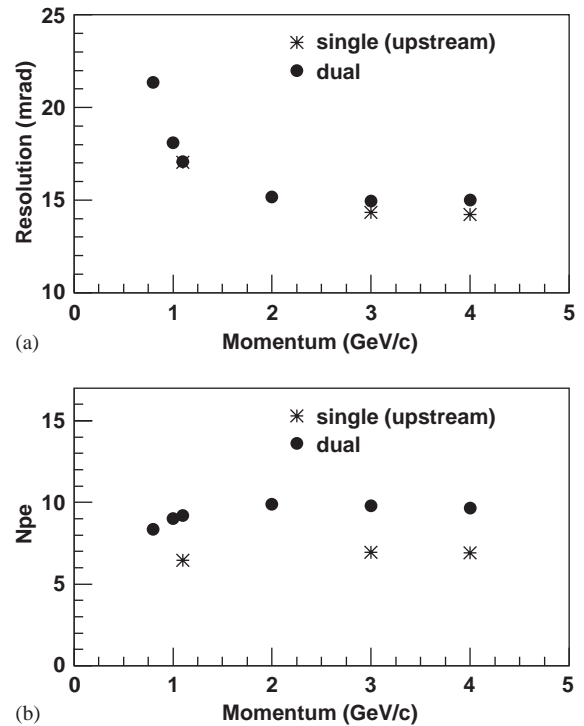 25
20
15
10
Resolution (mrad)
single (upstream)
dual
0 1 2 3 4 5
(a) Momentum (GeV/c)
15
10
5
0
Npe
single (upstream)
dual
0 1 2 3 4 5
(b) Momentum (GeV/c)